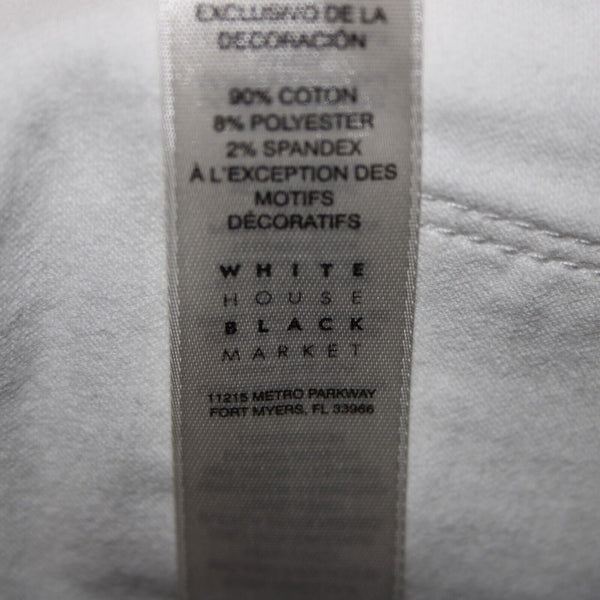 EXCLUSIVO DE LA
DECORACIÓN
90% COTON
8% POLYESTER
2% SPANDEX
À L'EXCEPTION DES
MOTIFS
DÉCORATIFS
WHITE
HOUSE
BLACK
MARKET
11215 METRO PARKWAY
FORT MYERS, FL 33966